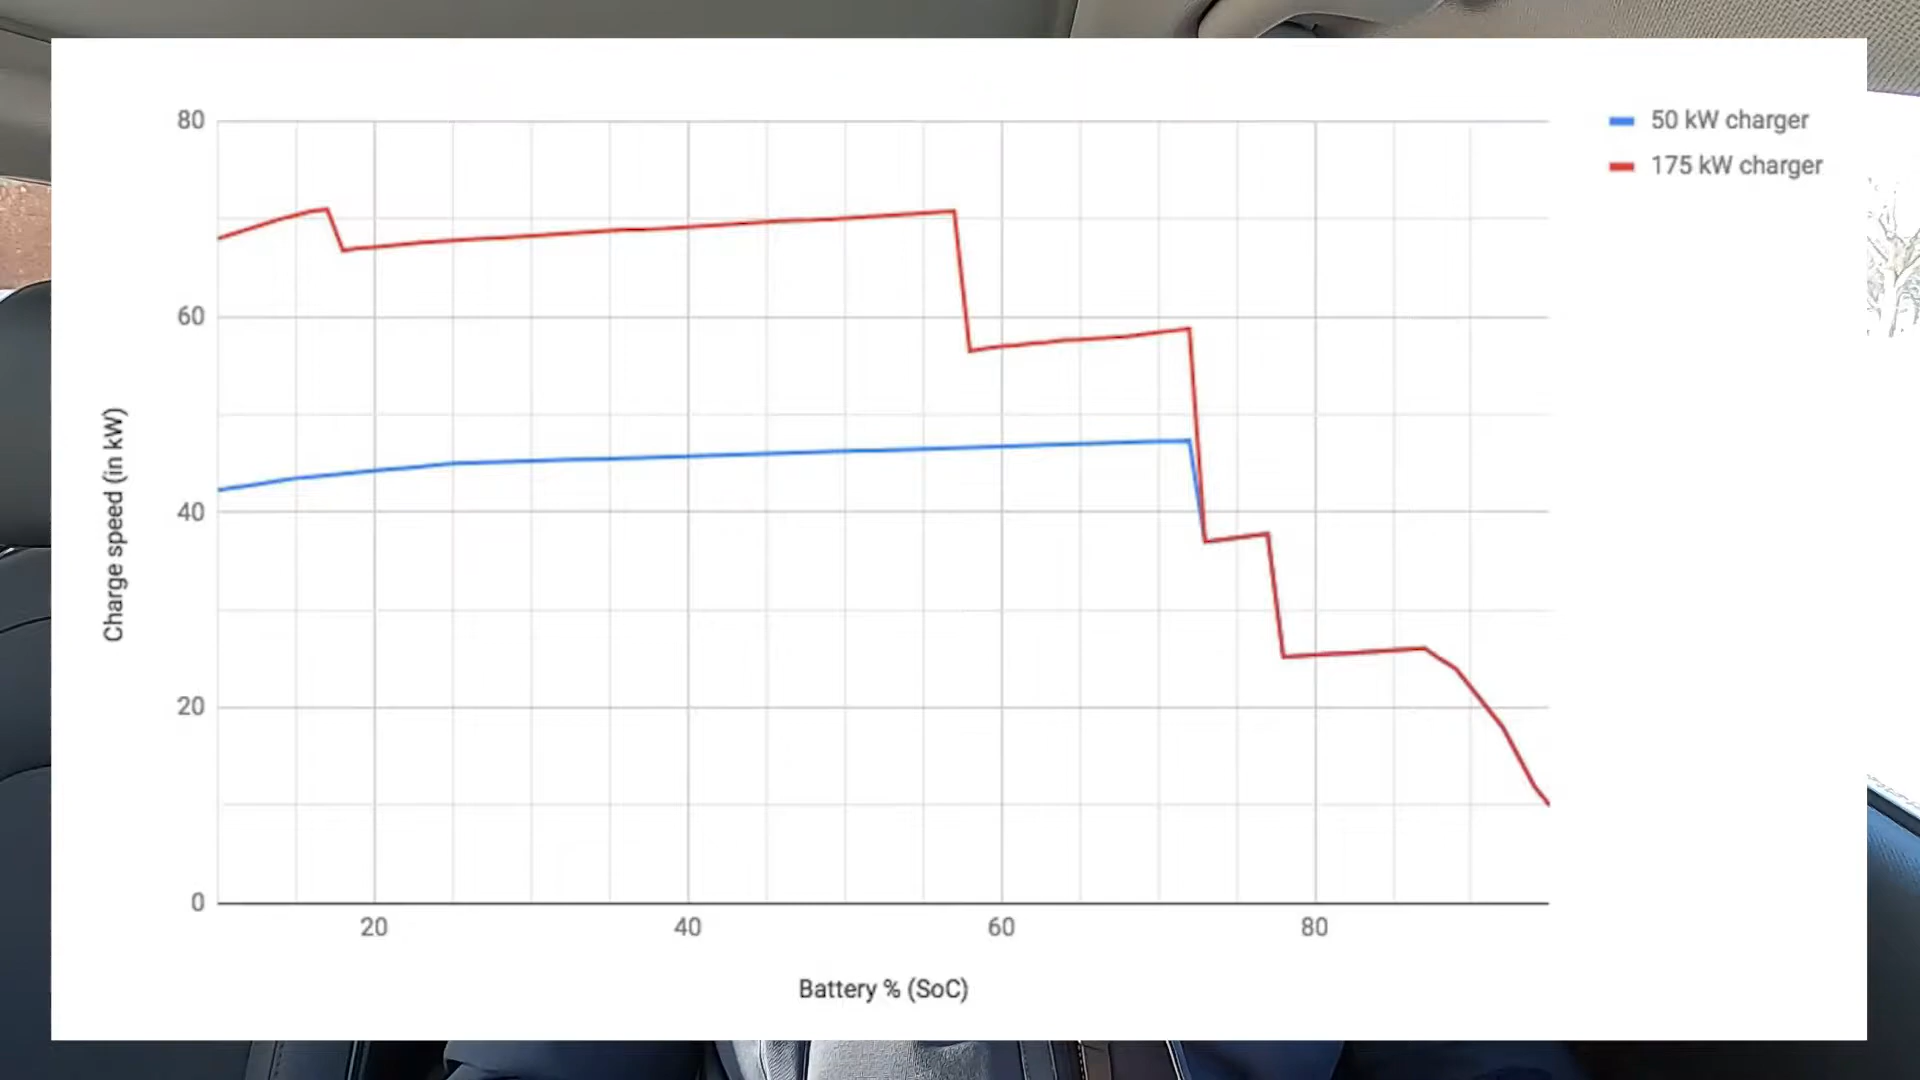 80
60
40
20
0
20
40
60
80
Charge speed (in kW)
Battery % (SoC)
50 kW charger
175 kW charger